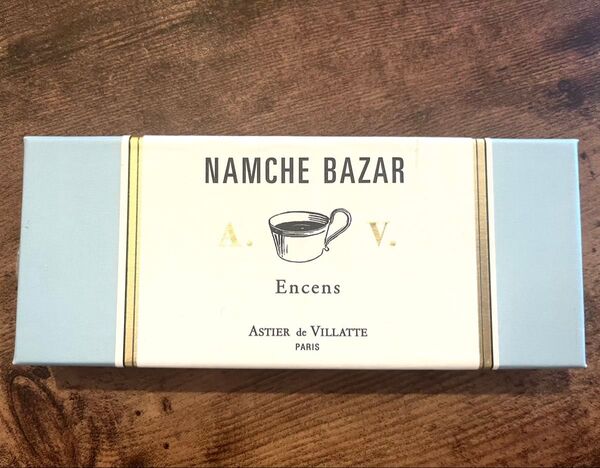 NAMCHE BAZAR
A. V.
Encens
ASTIER de VILLATTE
PARIS